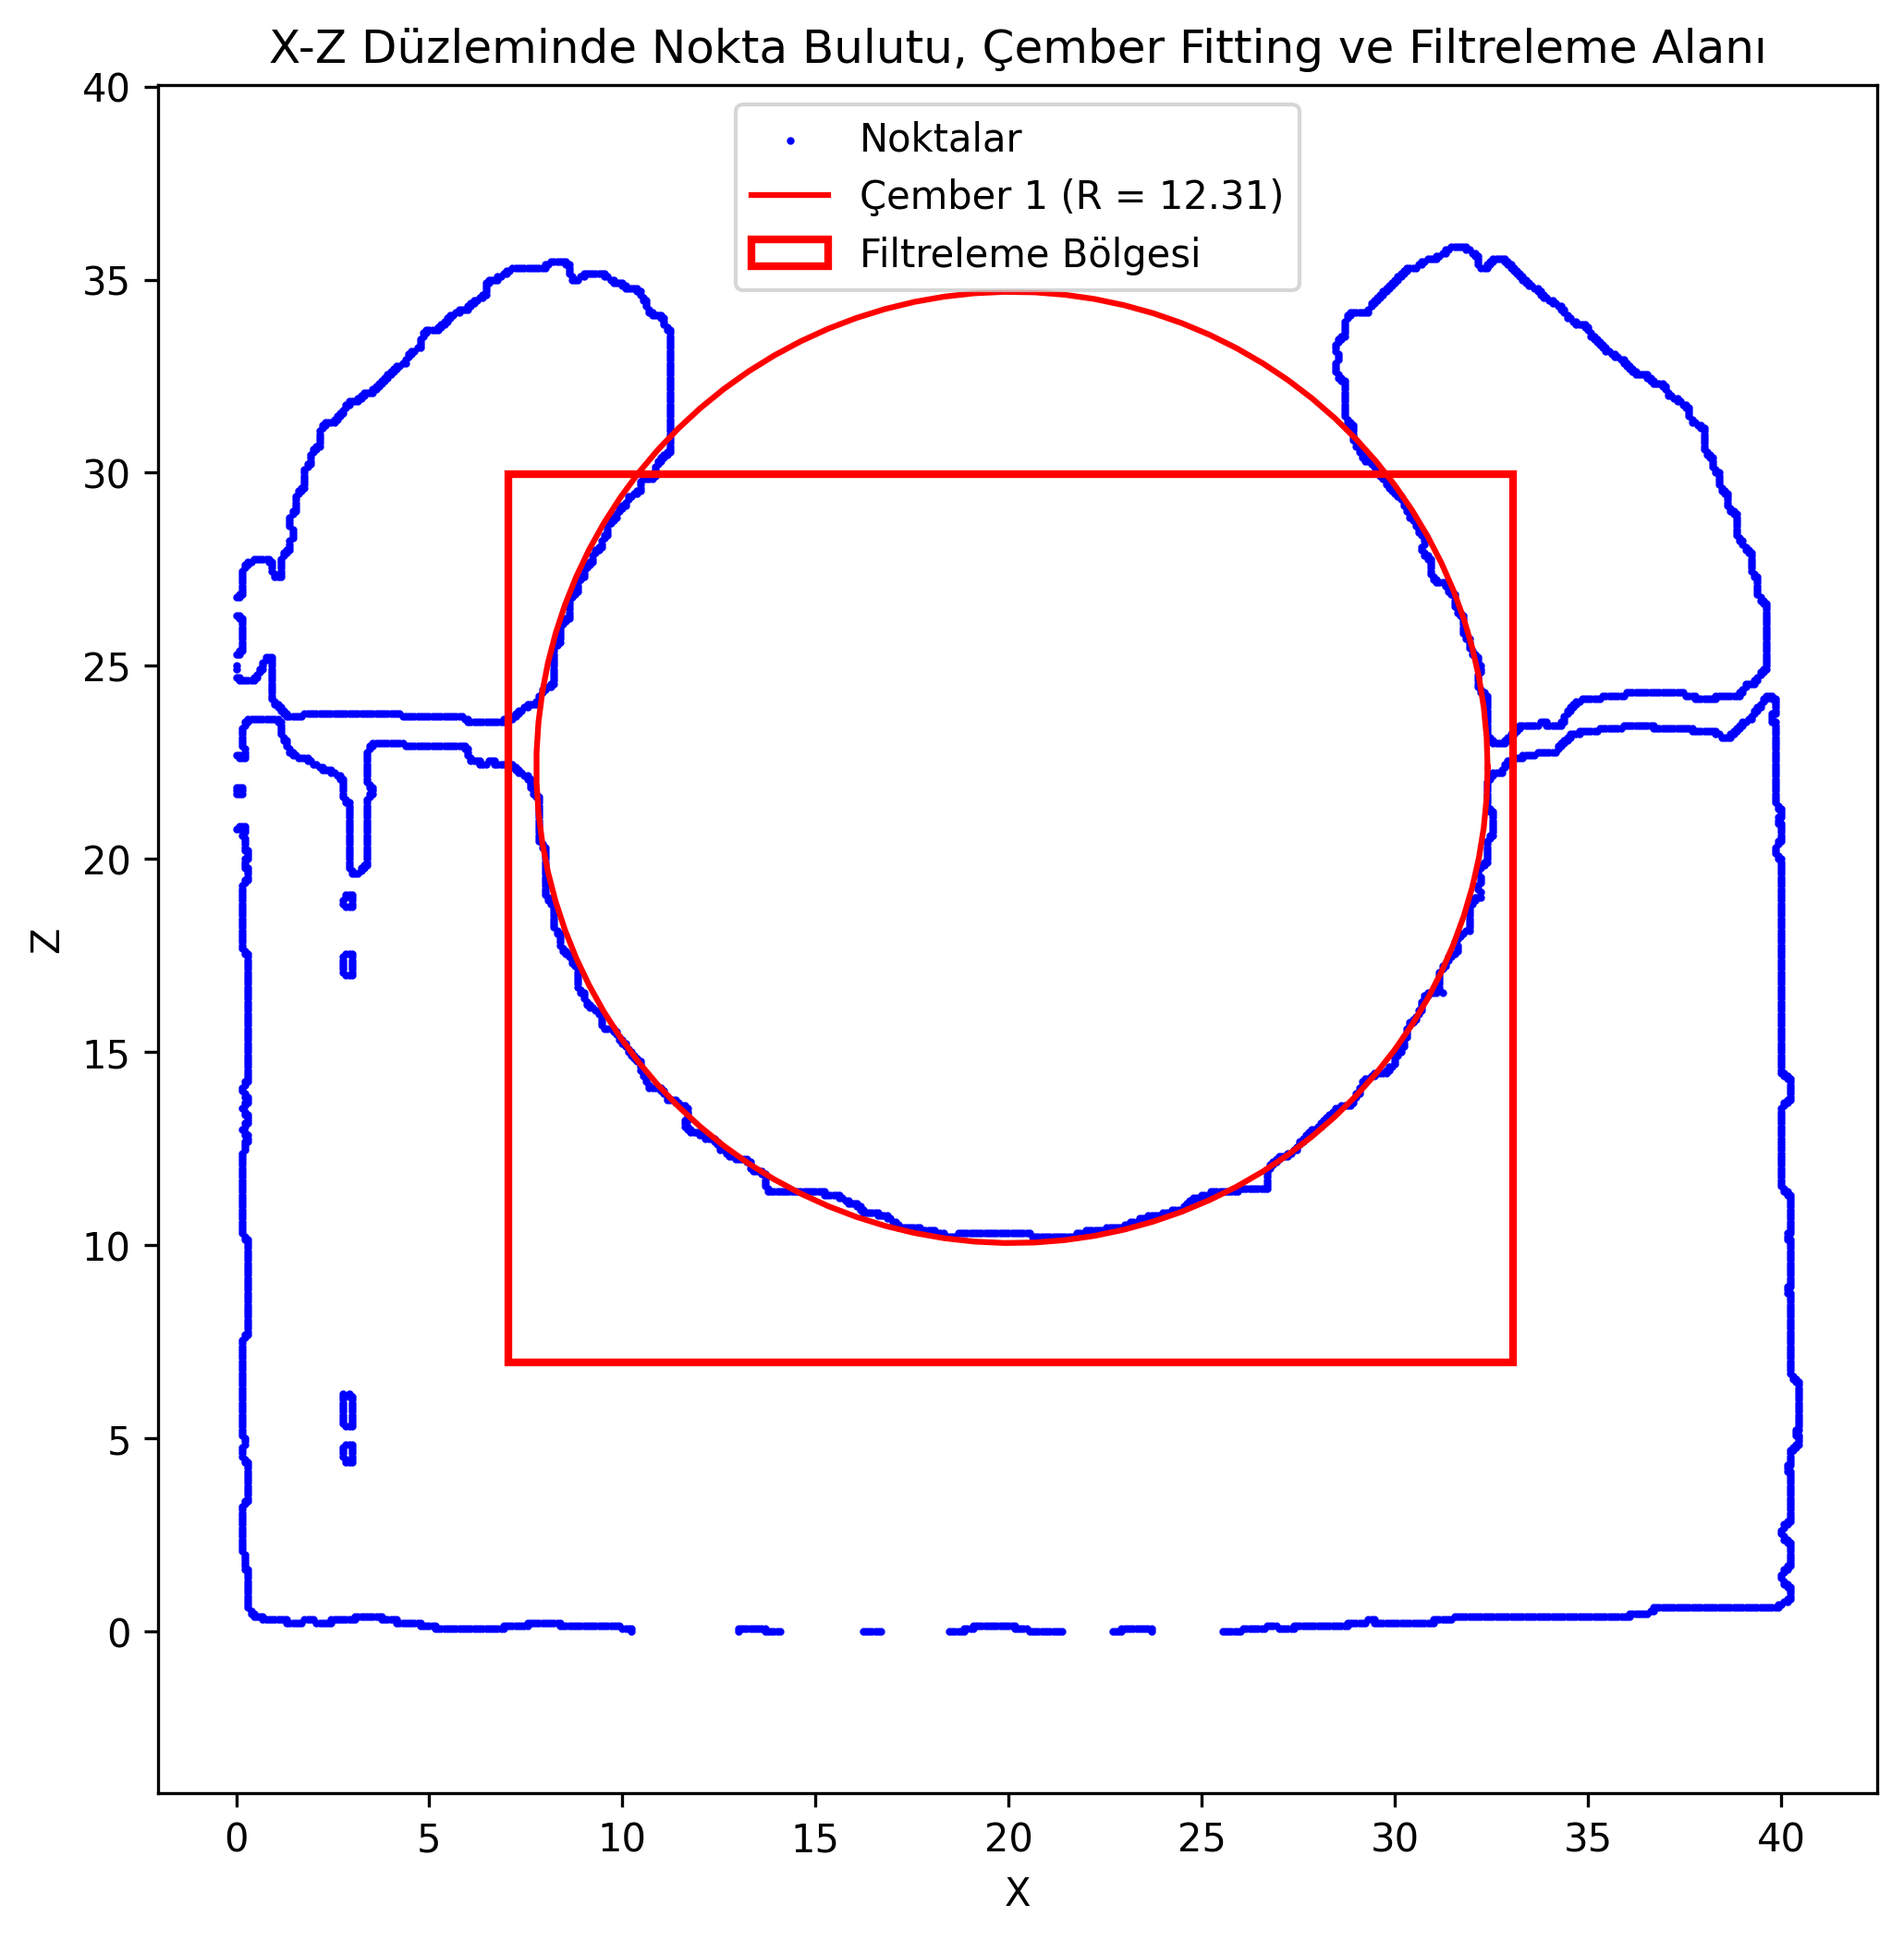 X-Z Düzleminde Nokta Bulutu, Çember Fitting ve Filtreleme Alanı
Noktalar
Çember 1 (R = 12.31)
Filtreleme Bölgesi
40
35
30
25
20
15
10
5
0
Z
0 5 10 15 20 25 30 35 40
X